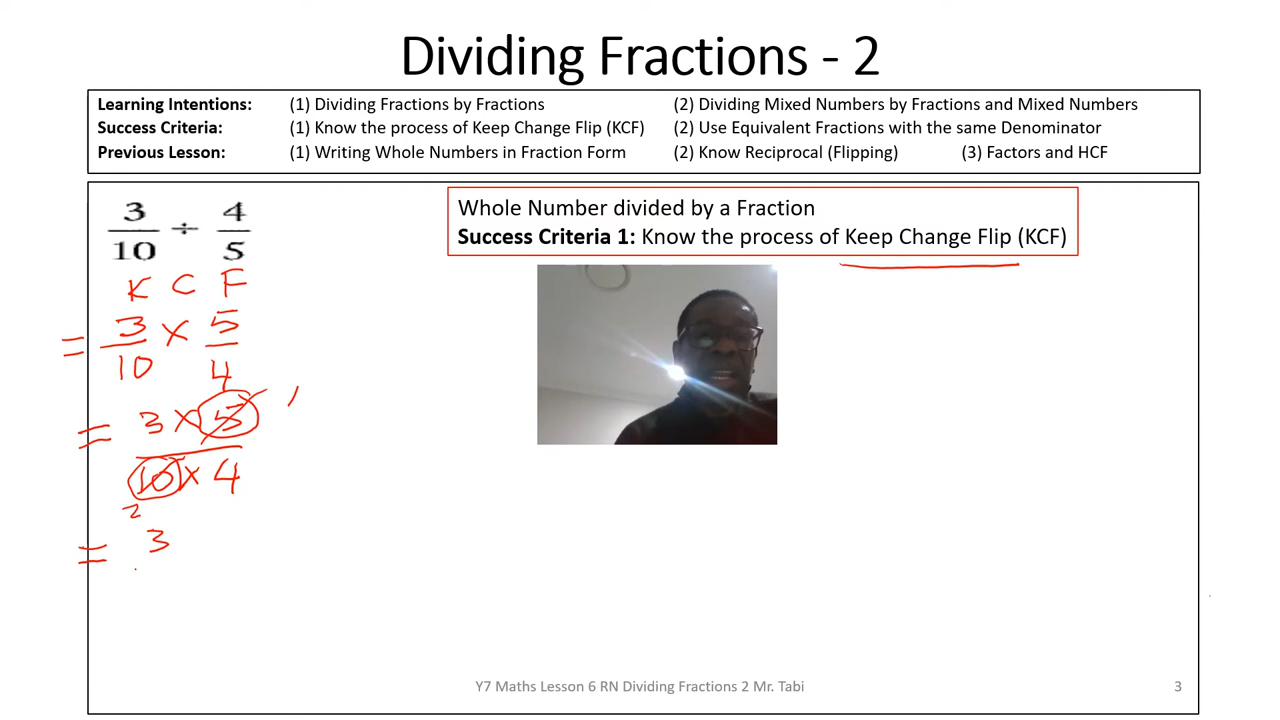 Dividing Fractions - 2
Learning Intentions: (1) Dividing Fractions by Fractions (2) Dividing Mixed Numbers by Fractions and Mixed Numbers
Success Criteria: (1) Know the process of Keep Change Flip (KCF) (2) Use Equivalent Fractions with the same Denominator
Previous Lesson: (1) Writing Whole Numbers in Fraction Form (2) Know Reciprocal (Flipping) (3) Factors and HCF
3/10 ÷ 4/5
Whole Number divided by a Fraction
Success Criteria 1: Know the process of Keep Change Flip (KCF)
K C F
= 3/10 × 5/4
= 3 × 5 1
10 × 4
2
= 3
Y7 Maths Lesson 6 RN Dividing Fractions 2 Mr. Tabi
3